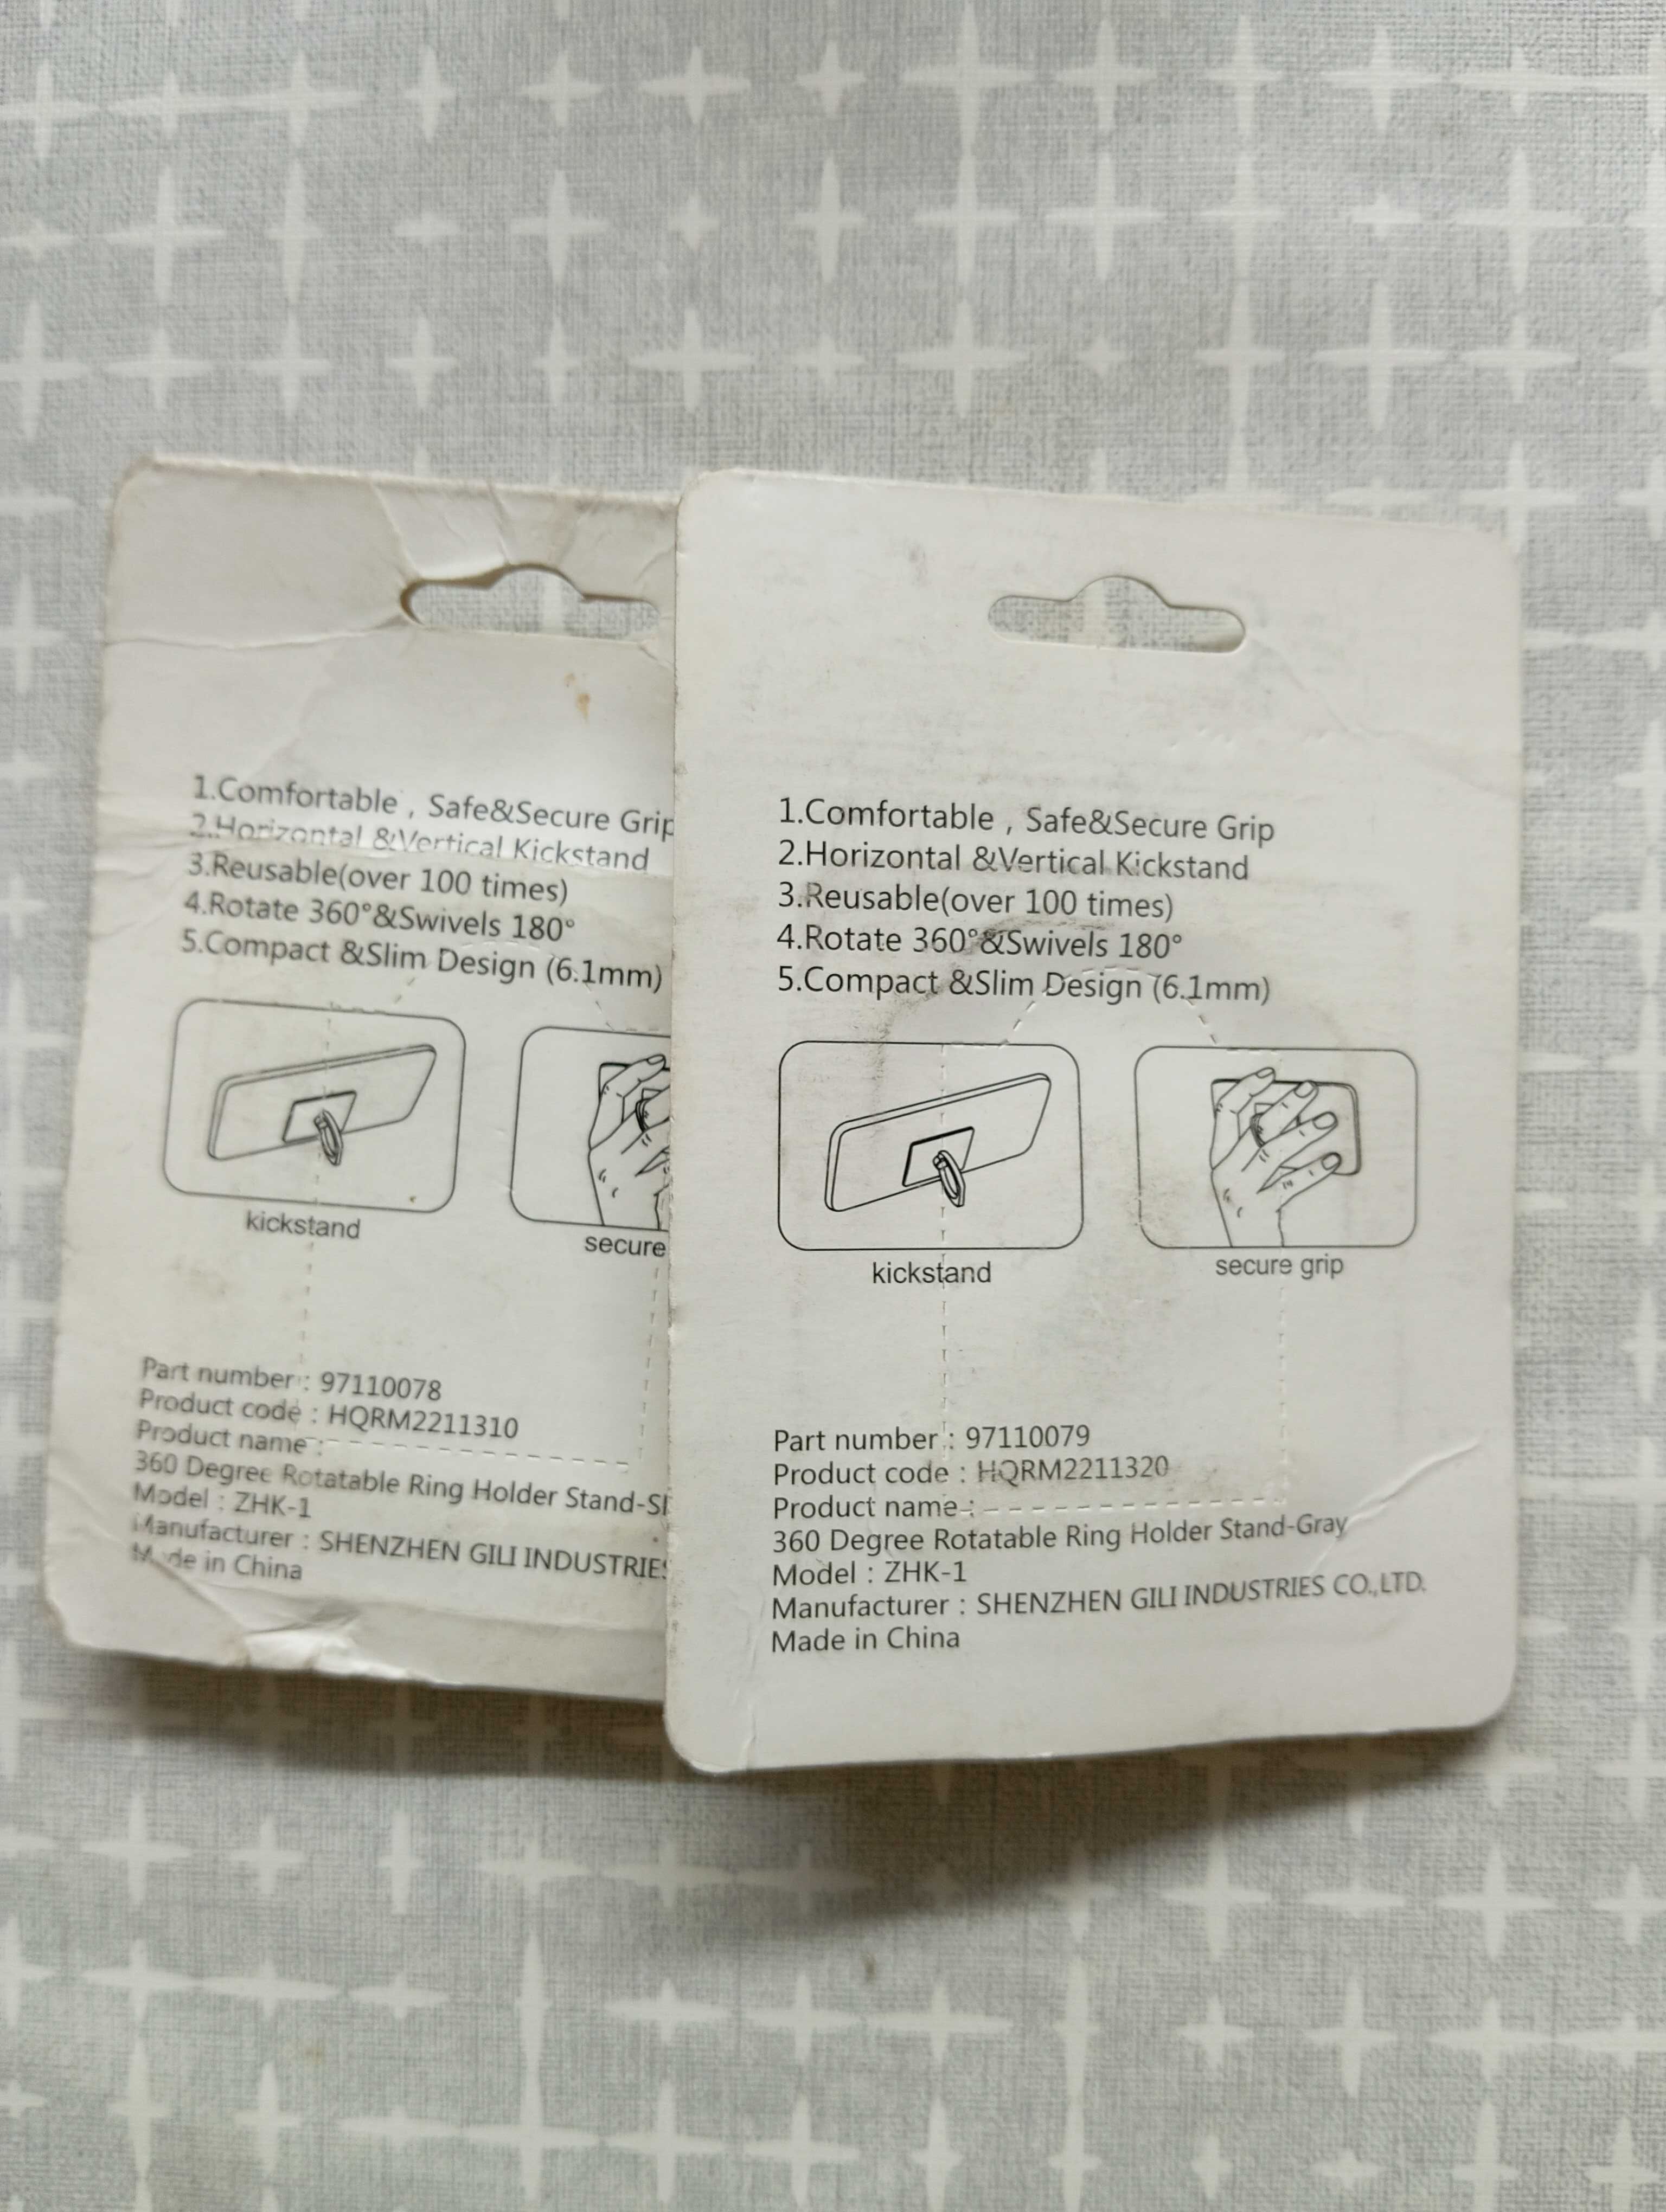 1.Comfortable , Safe&Secure Grip
2.Horizontal &Vertical Kickstand
3.Reusable(over 100 times)
4.Rotate 360°&Swivels 180°
5.Compact &Slim Design (6.1mm)
kickstand
secure
Part number : 97110078
Product code : HQRM2211310
Product name :
360 Degree Rotatable Ring Holder
Model : ZHK-1
Manufacturer : SHENZHEN GILI INDUSTRIES
Made in China
1.Comfortable , Safe&Secure Grip
2.Horizontal &Vertical Kickstand
3.Reusable(over 100 times)
4.Rotate 360°&Swivels 180°
5.Compact &Slim Design (6.1mm)
kickstand
secure grip
Part number : 97110079
Product code : HQRM2211320
Product name :
360 Degree Rotatable Ring Holder Stand-Gray
Model : ZHK-1
Manufacturer : SHENZHEN GILI INDUSTRIES CO.,LTD.
Made in China